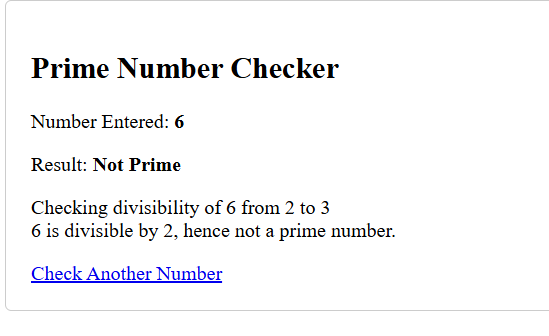 Prime Number Checker
Number Entered: 6
Result: Not Prime
Checking divisibility of 6 from 2 to 3
6 is divisible by 2, hence not a prime number.
Check Another Number